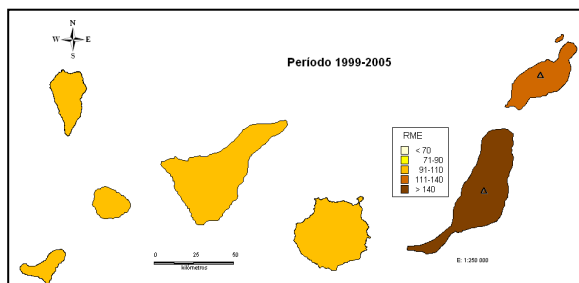 N
W E
S
Período 1999-2005
RME
< 70
71-90
91-110
111-140
> 140
0 25 50
kilómetros
E: 1:250 000